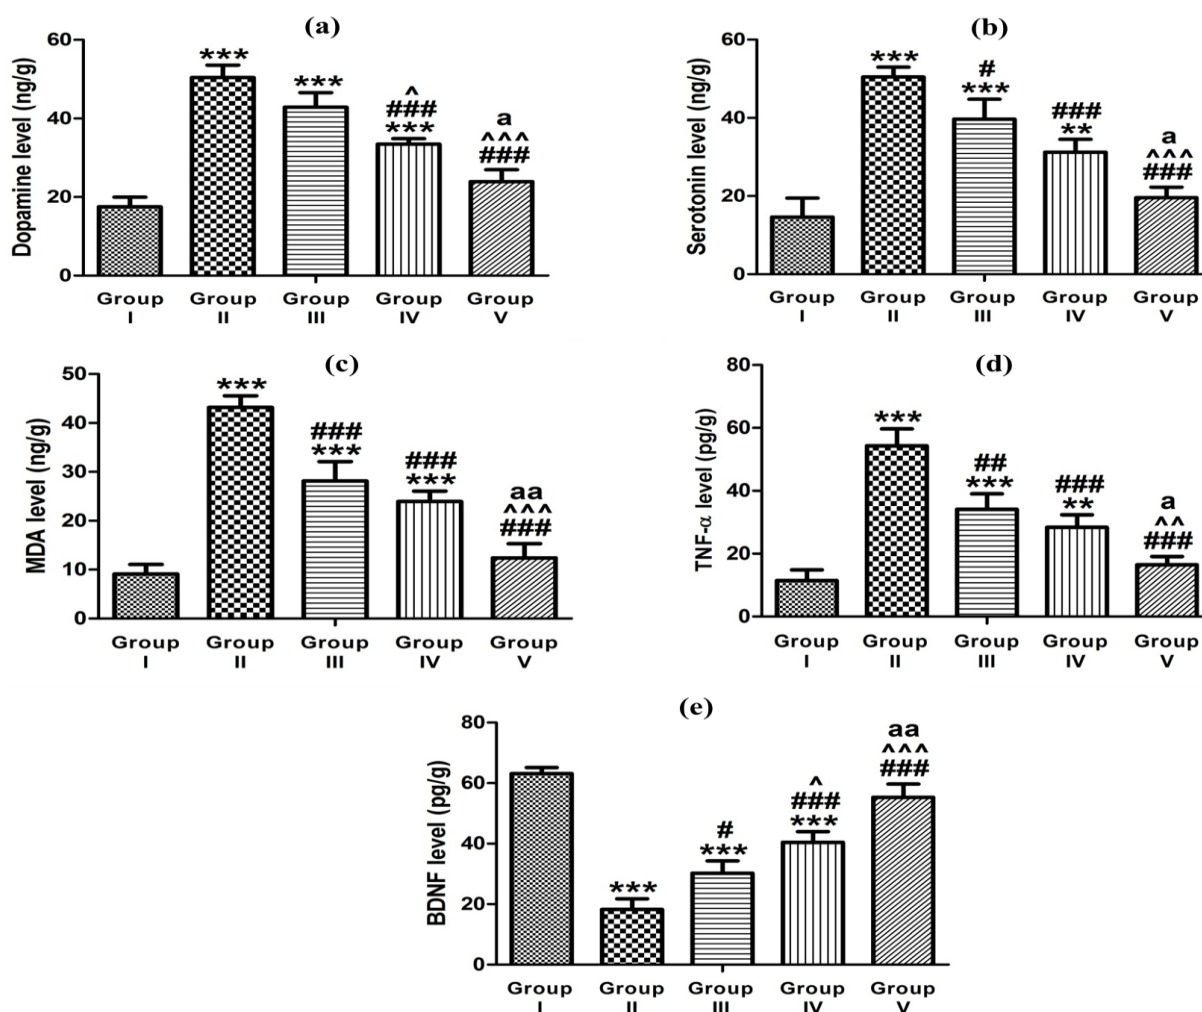 (a)
Dopamine level (ng/g)
60
40
20
0
***
***
^
###
***
a
^^^
###
Group Group Group Group Group
I II III IV V
(b)
Serotonin level (ng/g)
60
40
20
0
***
#
***
###
**
a
^^^
###
Group Group Group Group Group
I II III IV V
(c)
MDA level (ng/g)
50
40
30
20
10
0
***
###
***
###
***
aa
^^^
###
Group Group Group Group Group
I II III IV V
(d)
TNF-α level (pg/g)
80
60
40
20
0
***
##
***
###
**
a
^^
###
Group Group Group Group Group
I II III IV V
(e)
BDNF level (pg/g)
80
60
40
20
0
***
#
***
^
###
***
aa
^^^
###
Group Group Group Group Group
I II III IV V